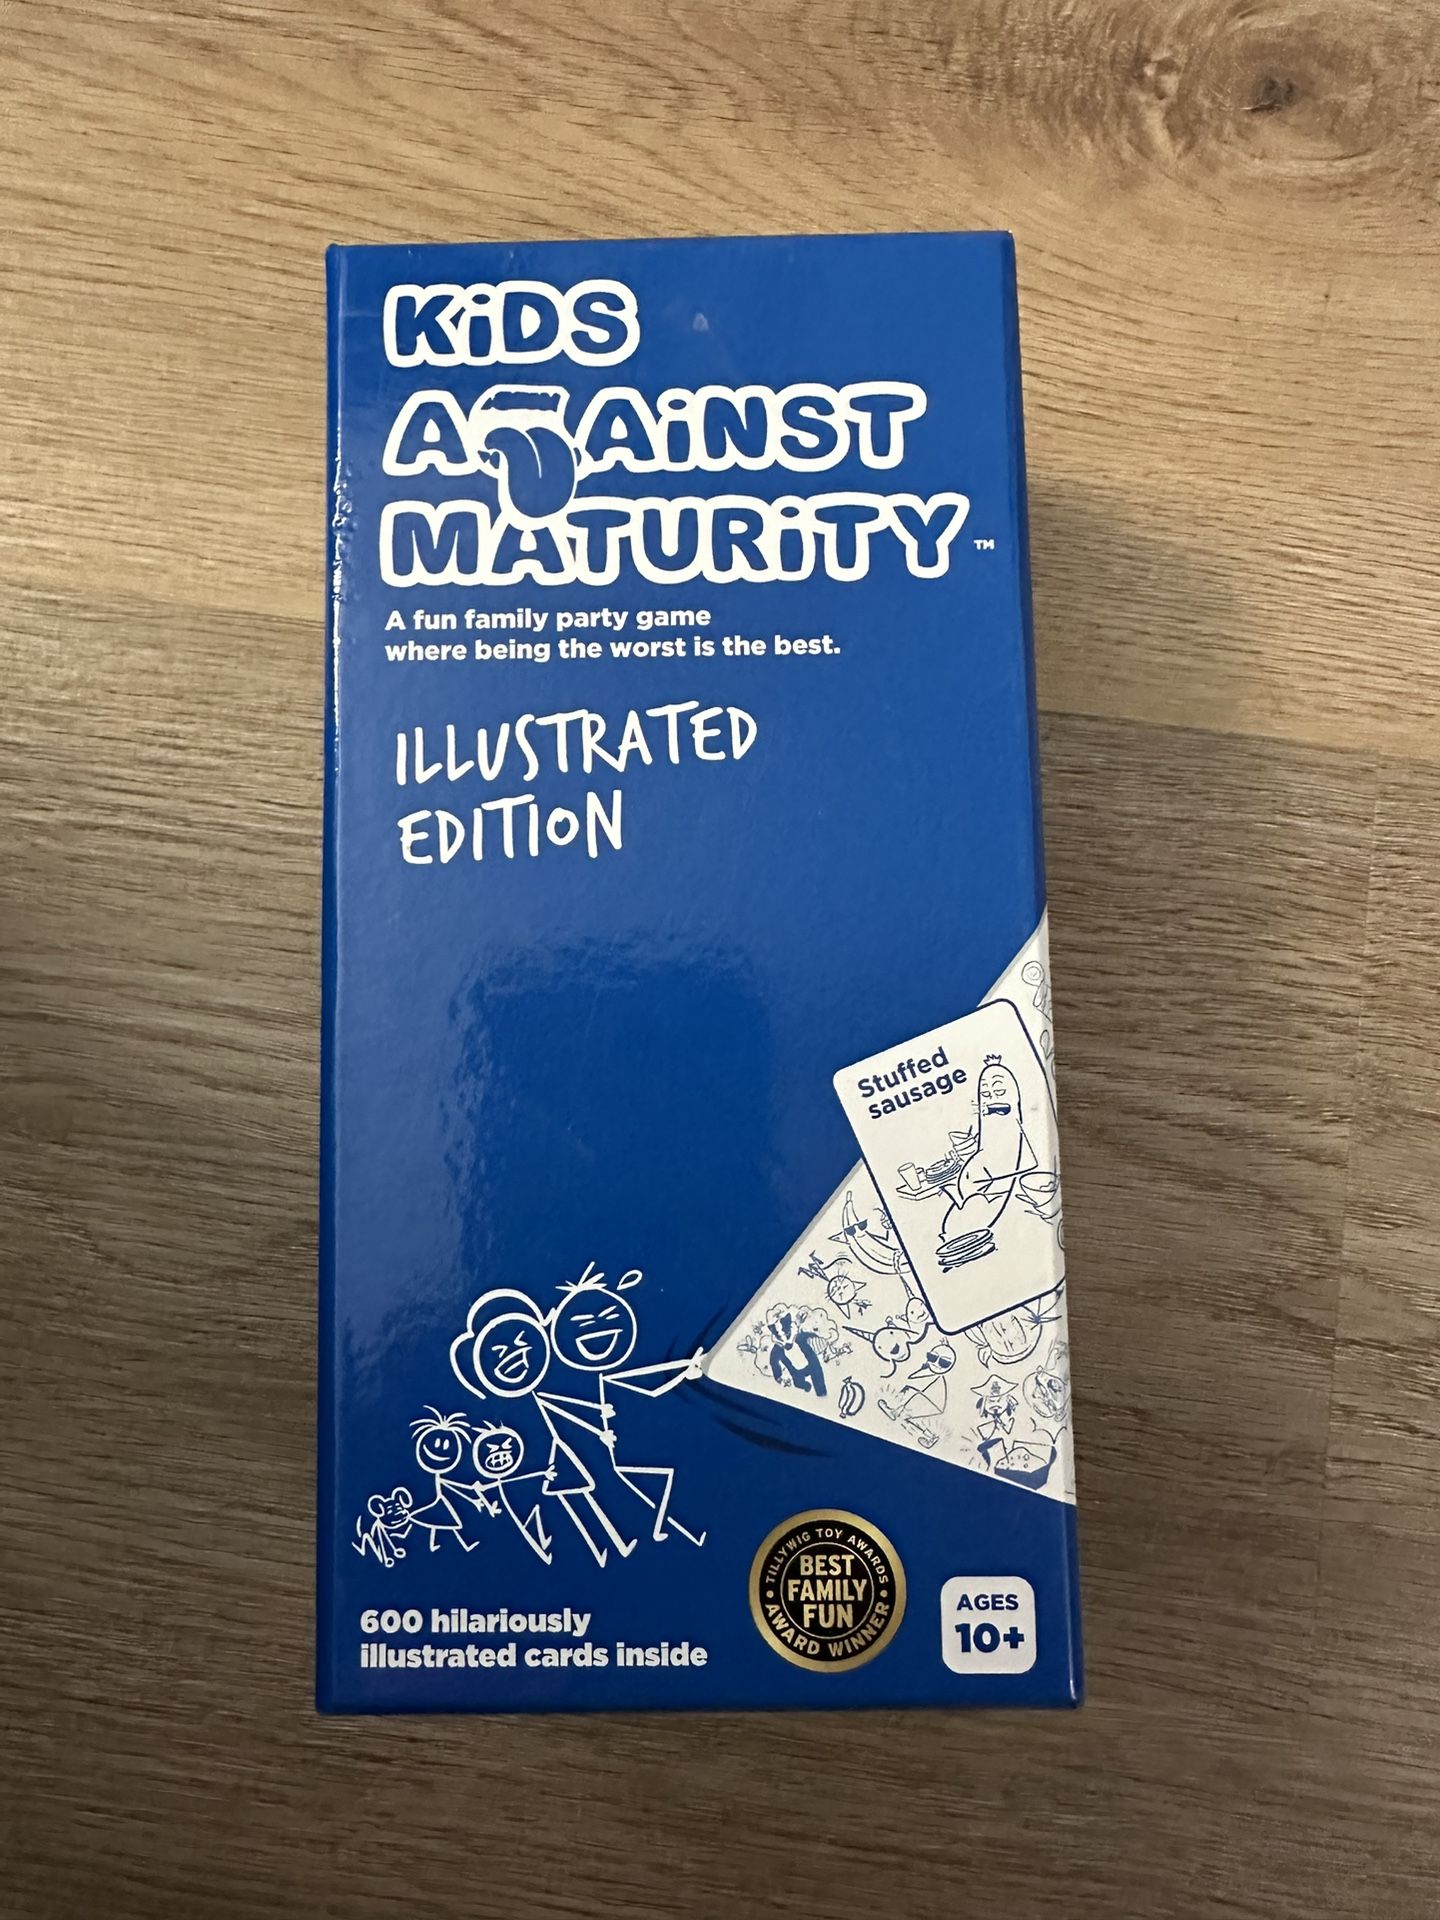 KiDS
AGAiNST
MATURiTY™
A fun family party game
where being the worst is the best.
ILLUSTRATED
EDITION
Stuffed
sausage
TILLYWIG TOY AWARDS
BEST
FAMILY
FUN
AWARD WINNER
600 hilariously
illustrated cards inside
AGES
10+